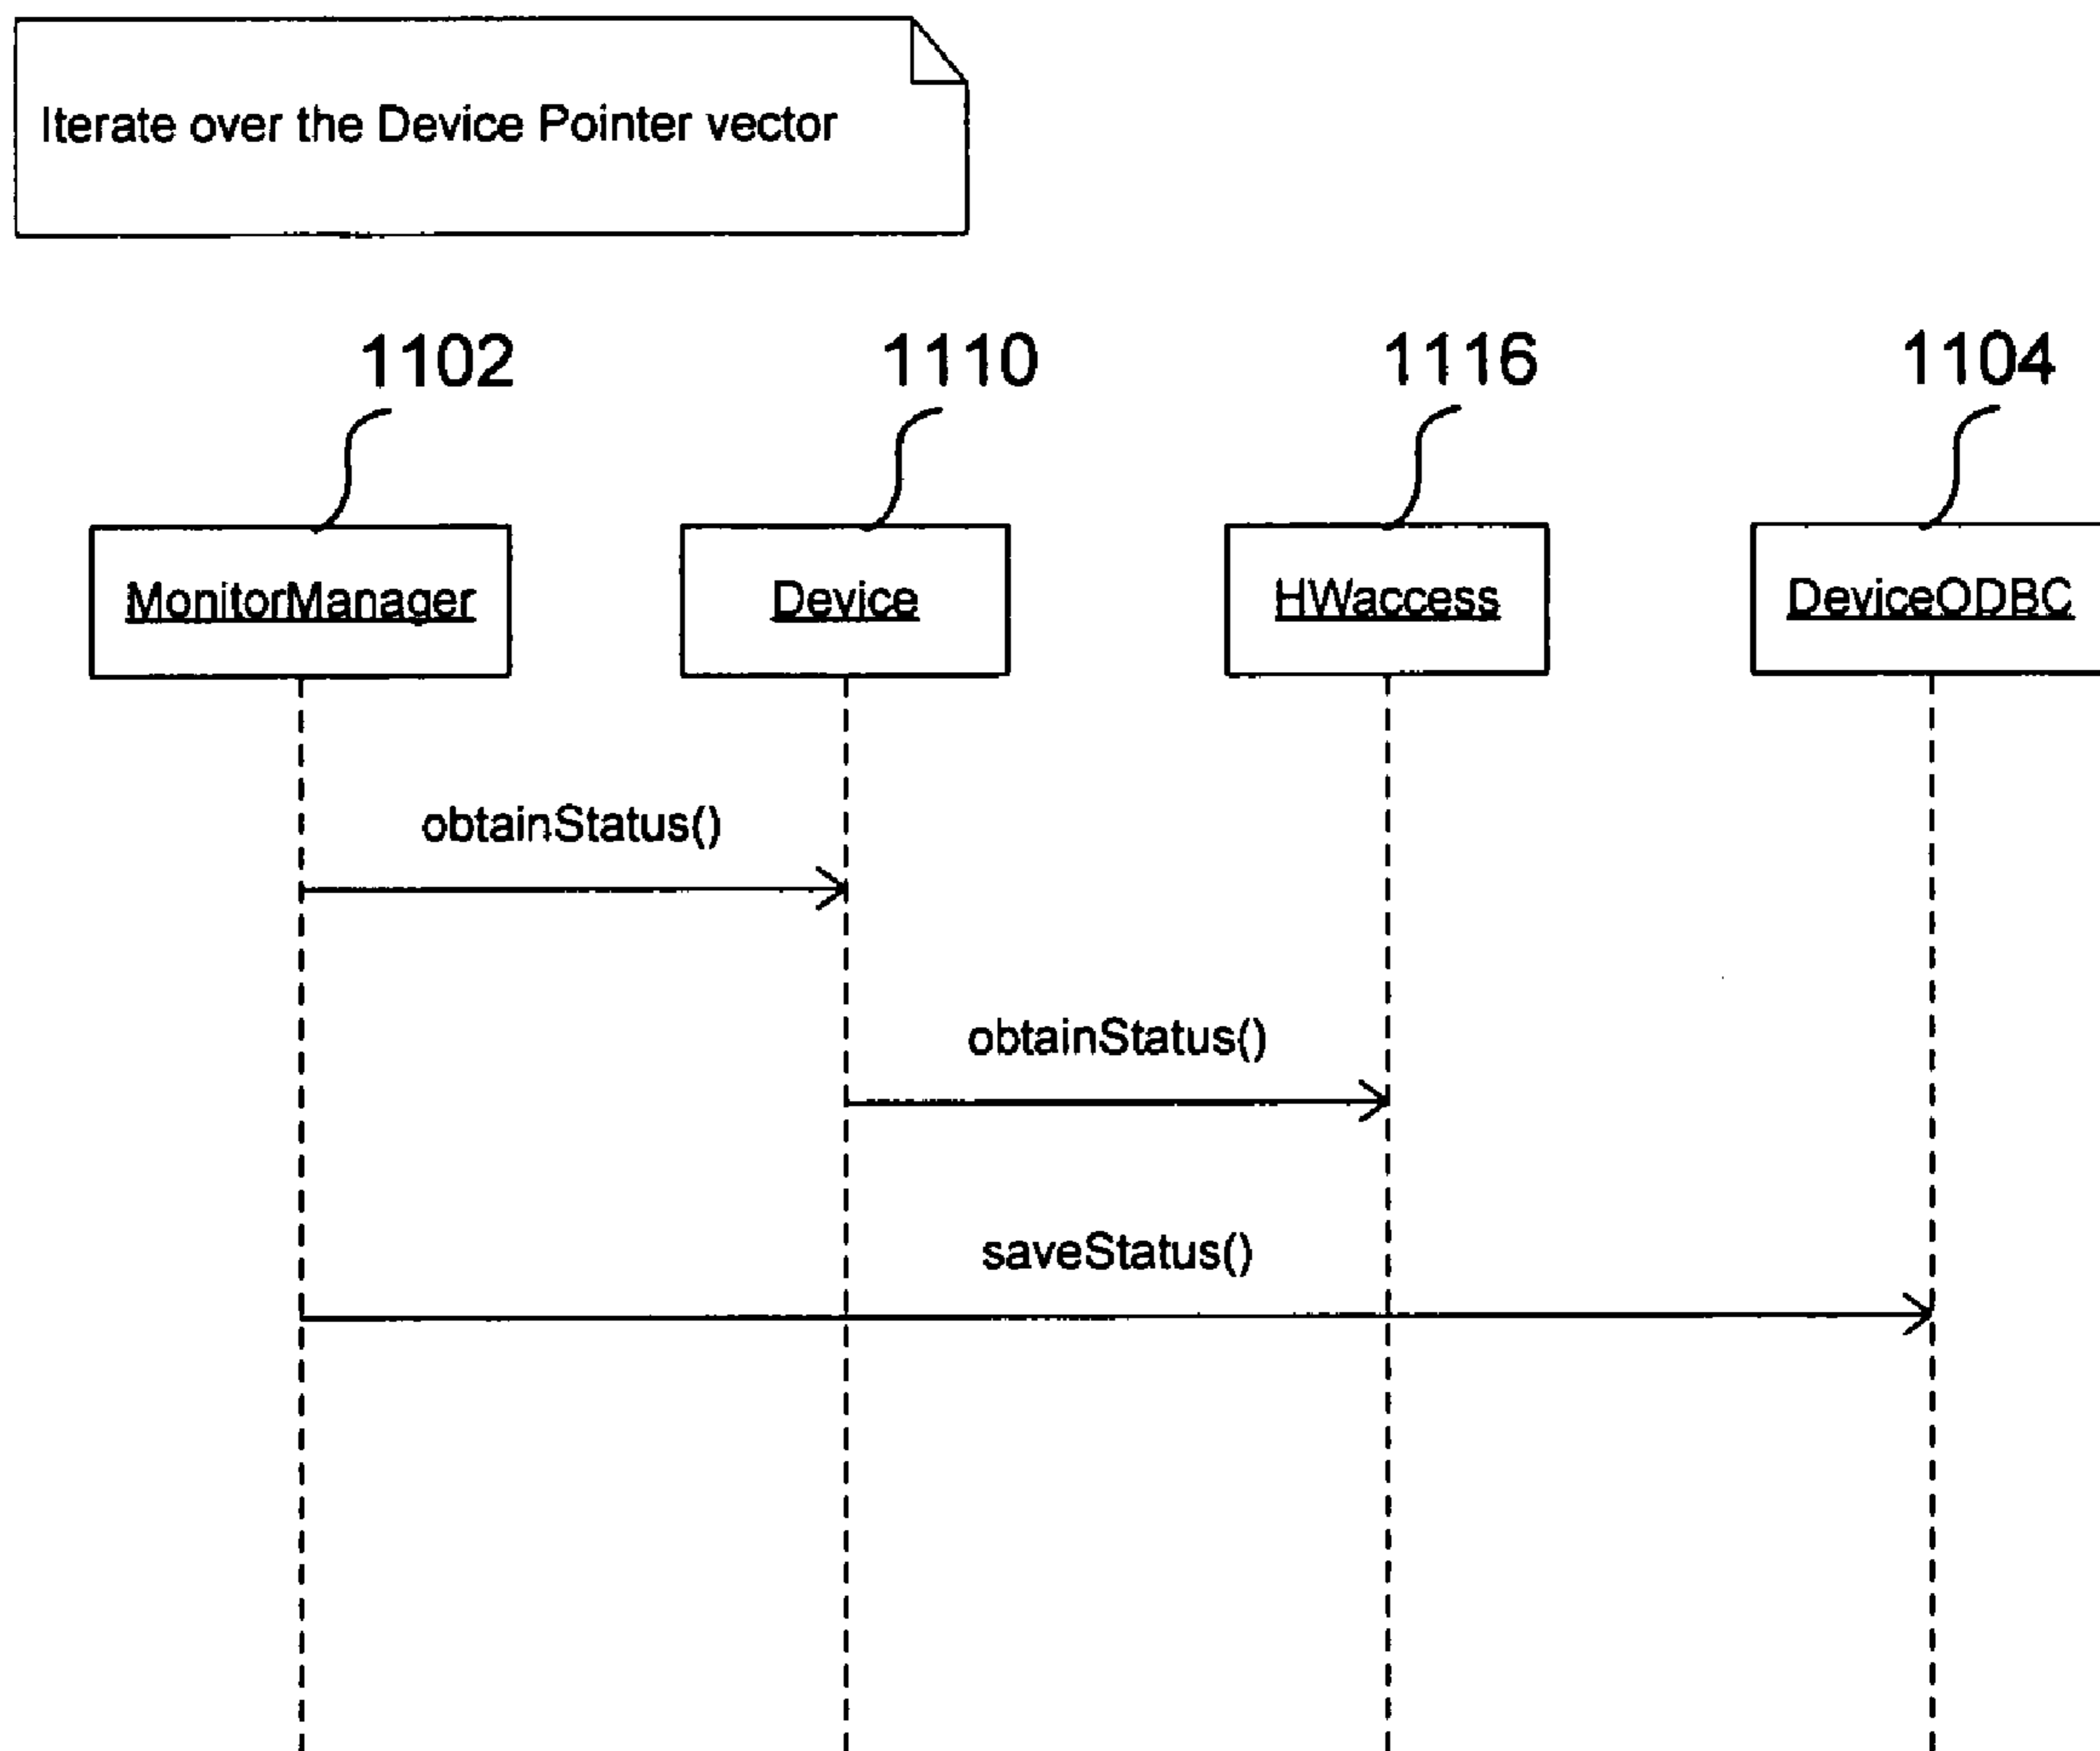 Iterate over the Device Pointer vector
1102
1110
1116
1104
MonitorManager
Device
HWaccess
DeviceODBC
obtainStatus()
obtainStatus()
saveStatus()